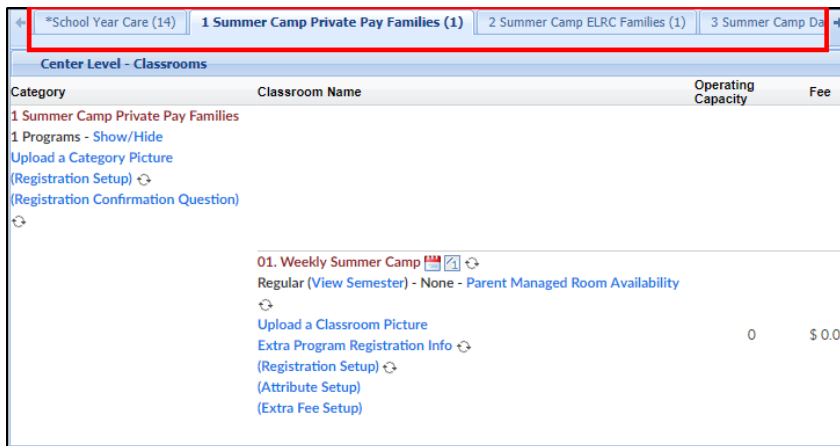 *School Year Care (14) 1 Summer Camp Private Pay Families (1) 2 Summer Camp ELRC Families (1) 3 Summer Camp Da
Center Level - Classrooms
Category Classroom Name Operating Capacity Fee
1 Summer Camp Private Pay Families
1 Programs - Show/Hide
Upload a Category Picture
(Registration Setup)
(Registration Confirmation Question)
01. Weekly Summer Camp
Regular (View Semester) - None - Parent Managed Room Availability
Upload a Classroom Picture
Extra Program Registration Info
0 $ 0.0
(Registration Setup)
(Attribute Setup)
(Extra Fee Setup)